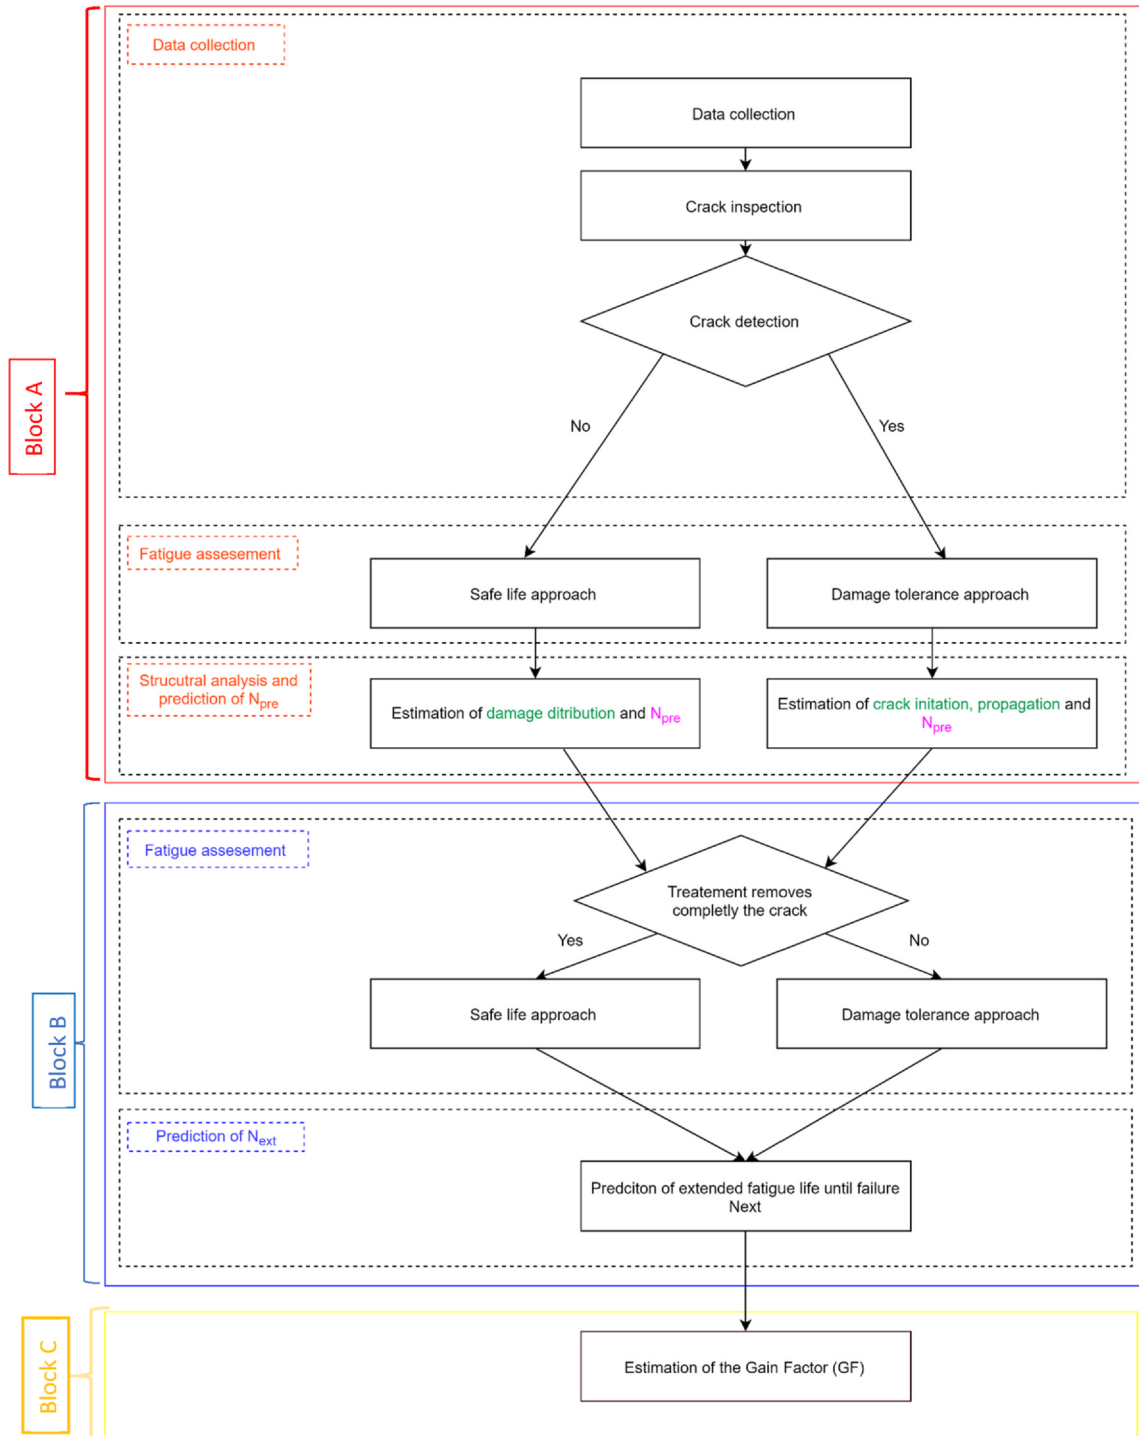 Data collection
Data collection
Crack inspection
Crack detection
No
Yes
Block A
Fatigue assesement
Safe life approach
Damage tolerance approach
Strucutral analysis and
prediction of Npre
Estimation of damage ditribution and Npre
Estimation of crack initation, propagation and
Npre
Fatigue assesement
Treatement removes
completly the crack
Yes
No
Safe life approach
Damage tolerance approach
Block B
Prediction of Next
Predciton of extended fatigue life until failure
Next
Block C
Estimation of the Gain Factor (GF)